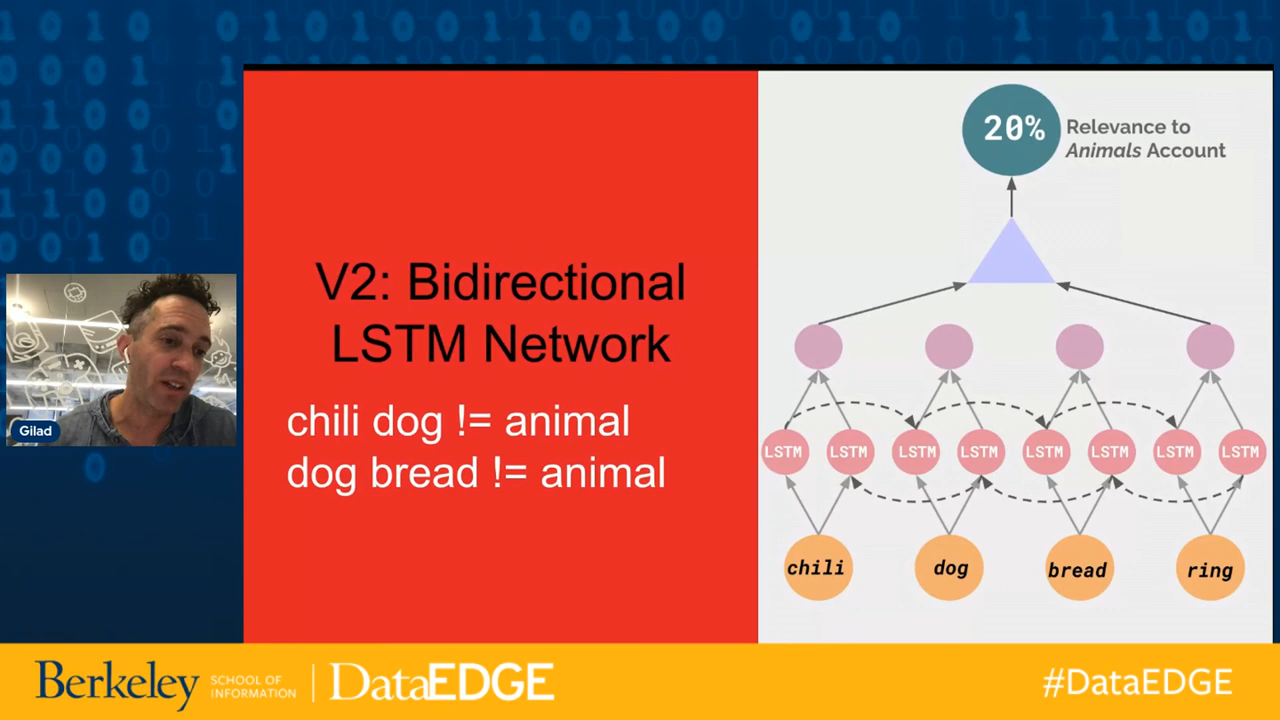 V2: Bidirectional
LSTM Network
chili dog != animal
dog bread != animal
20%
Relevance to
Animals Account
LSTM LSTM LSTM LSTM LSTM LSTM LSTM LSTM
chili dog bread ring
Gilad
Berkeley SCHOOL OF
INFORMATION
DataEDGE
#DataEDGE